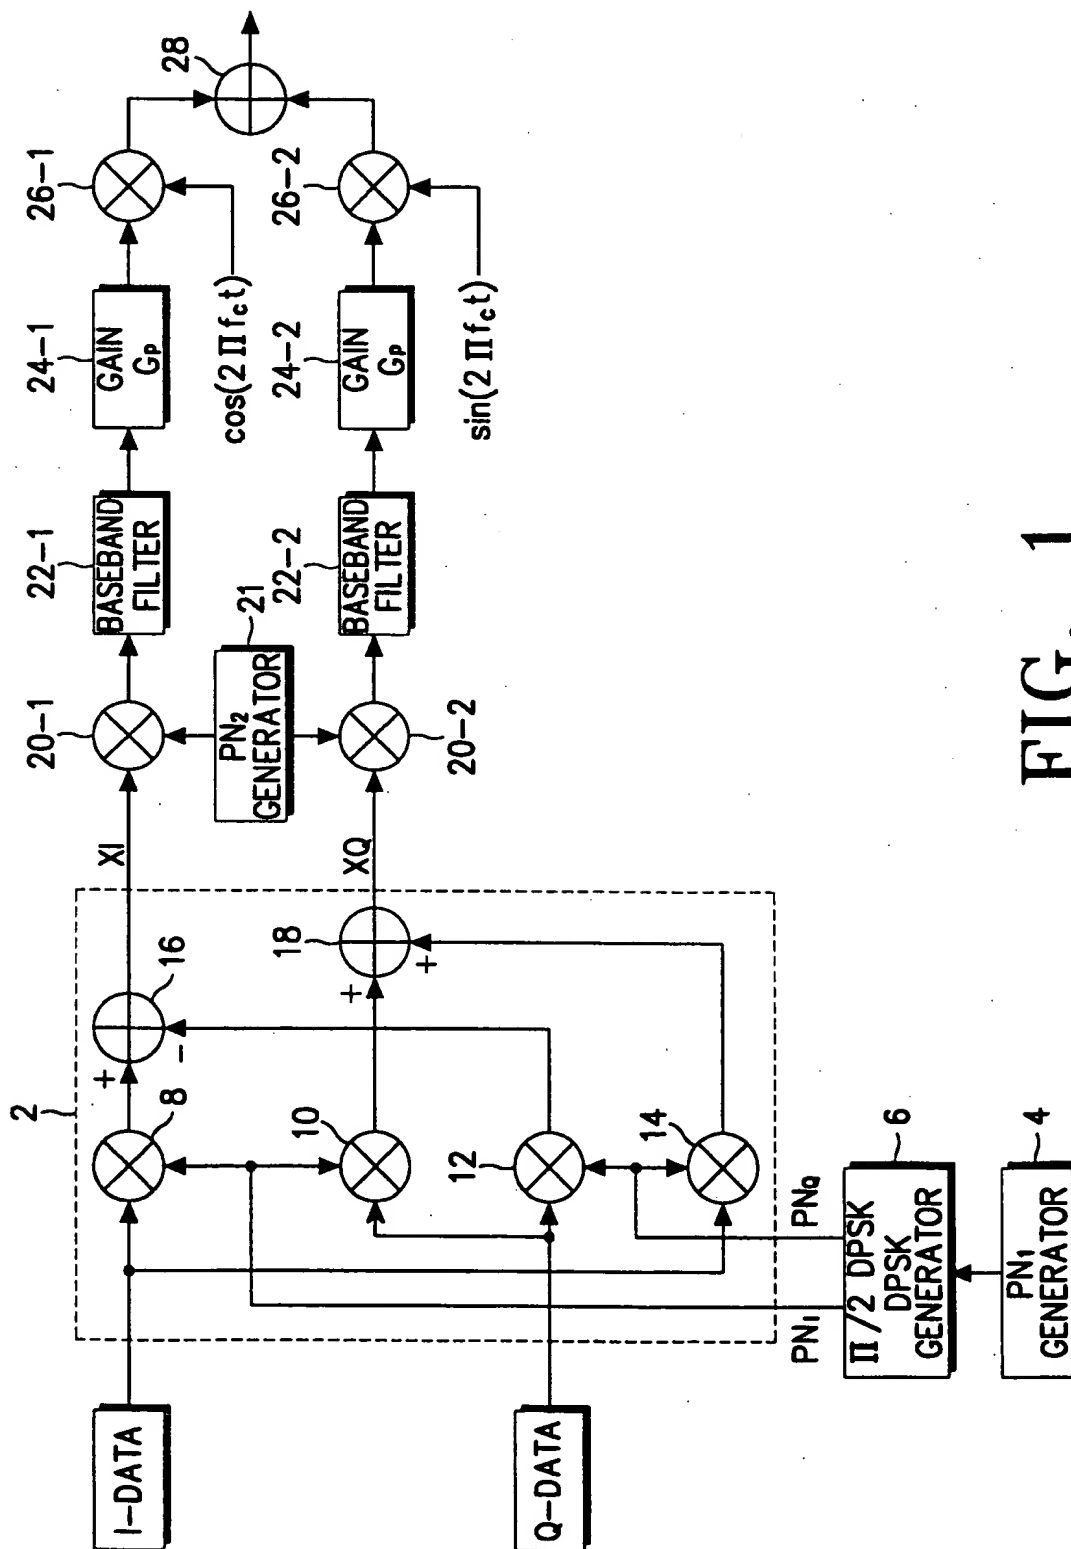 I-DATA
Q-DATA
2
8
10
12
14
16
18
+
-
+
+
PNI
PNQ
Π/2 DPSK
DPSK
GENERATOR
6
PN1
GENERATOR
4
XI
XQ
20-1
20-2
PN2
GENERATOR
21
22-1
BASEBAND
FILTER
22-2
BASEBAND
FILTER
24-1
GAIN
GP
24-2
GAIN
GP
cos(2Πfct)
sin(2Πfct)
26-1
26-2
28
FIG. 1